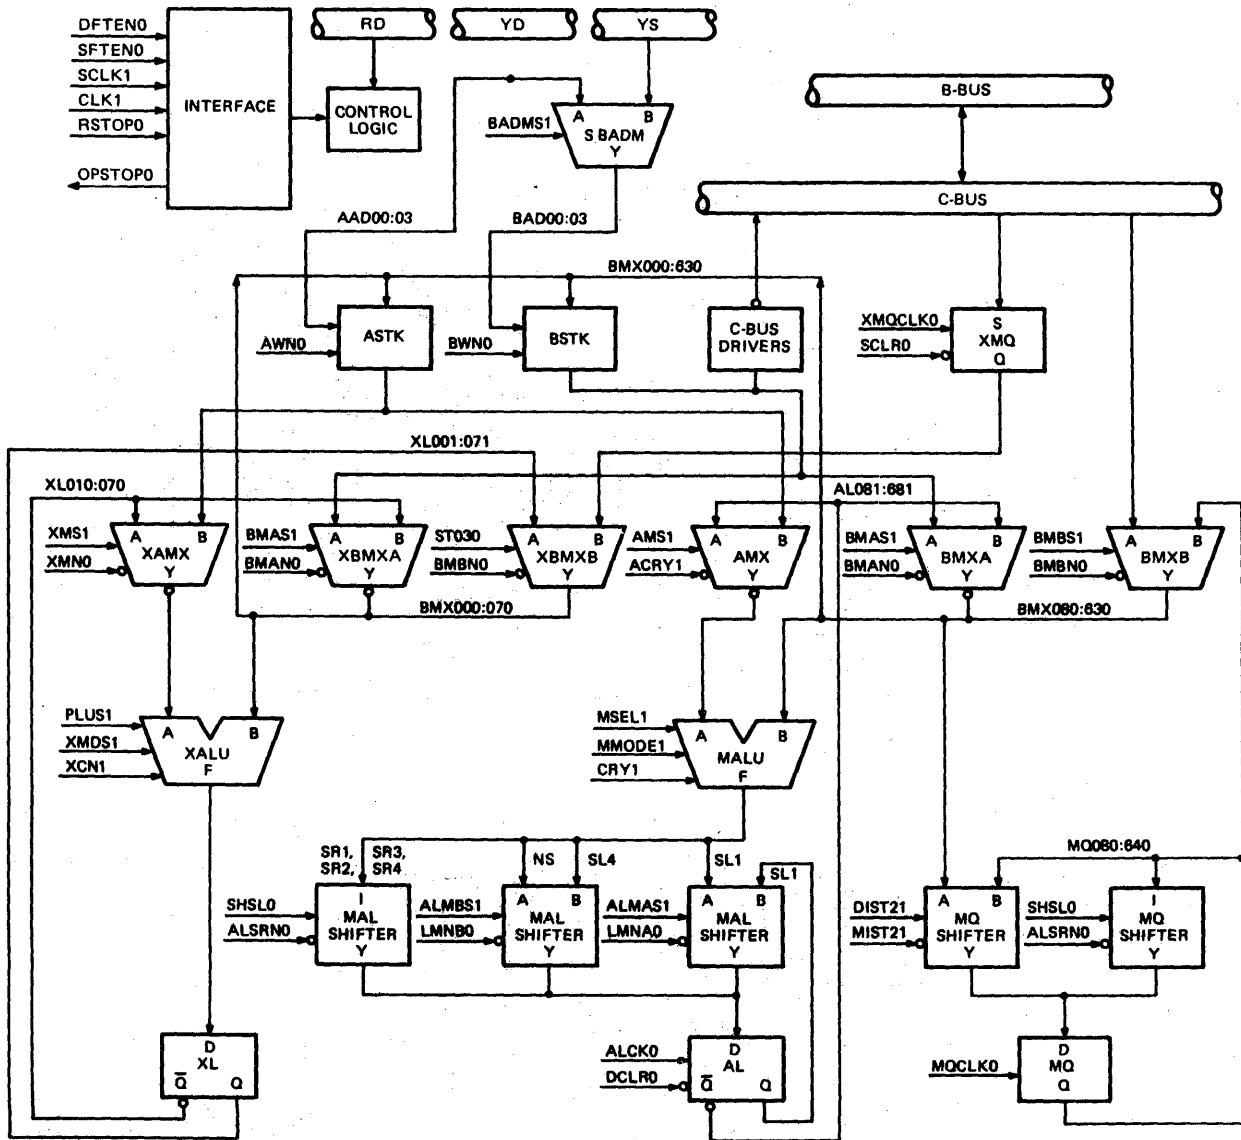 DFTEN0
SFTEN0
SCLK1
CLK1
RSTOP0
OPSTOP0
INTERFACE
RD
YD
YS
CONTROL
LOGIC
BADMS1
A B
S BADM
Y
B-BUS
C-BUS
AAD00:03
BAD00:03
BMX000:630
ASTK
AWN0
BSTK
BWN0
C-BUS
DRIVERS
XMQCLK0
SCLR0
S
XMQ
Q
XL001:071
XL010:070
AL081:681
XMS1
XMN0
A B
XAMX
Y
BMAS1
BMAN0
A B
XBMXA
Y
ST030
BMBN0
A B
XBMXB
Y
AMS1
ACRY1
A B
AMX
Y
BMAS1
BMAN0
A B
BMXA
Y
BMBS1
BMBN0
A B
BMXB
Y
BMX000:070
BMX080:630
PLUS1
XMDS1
XCN1
A B
XALU
F
MSEL1
MMODE1
CRY1
A B
MALU
F
SR1, SR3,
SR2, SR4
NS
SL4
SL1
SL1
MQ080:640
SHSL0
ALSRN0
I
MAL
SHIFTER
Y
ALMBS1
LMNB0
A B
MAL
SHIFTER
Y
ALMAS1
LMNA0
A B
MAL
SHIFTER
Y
DIST21
MIST21
A B
MQ
SHIFTER
Y
SHSL0
ALSRN0
I
MQ
SHIFTER
Y
D
XL
Q̅ Q
ALCK0
DCLR0
D
AL
Q̅ Q
MQCLK0
D
MQ
Q